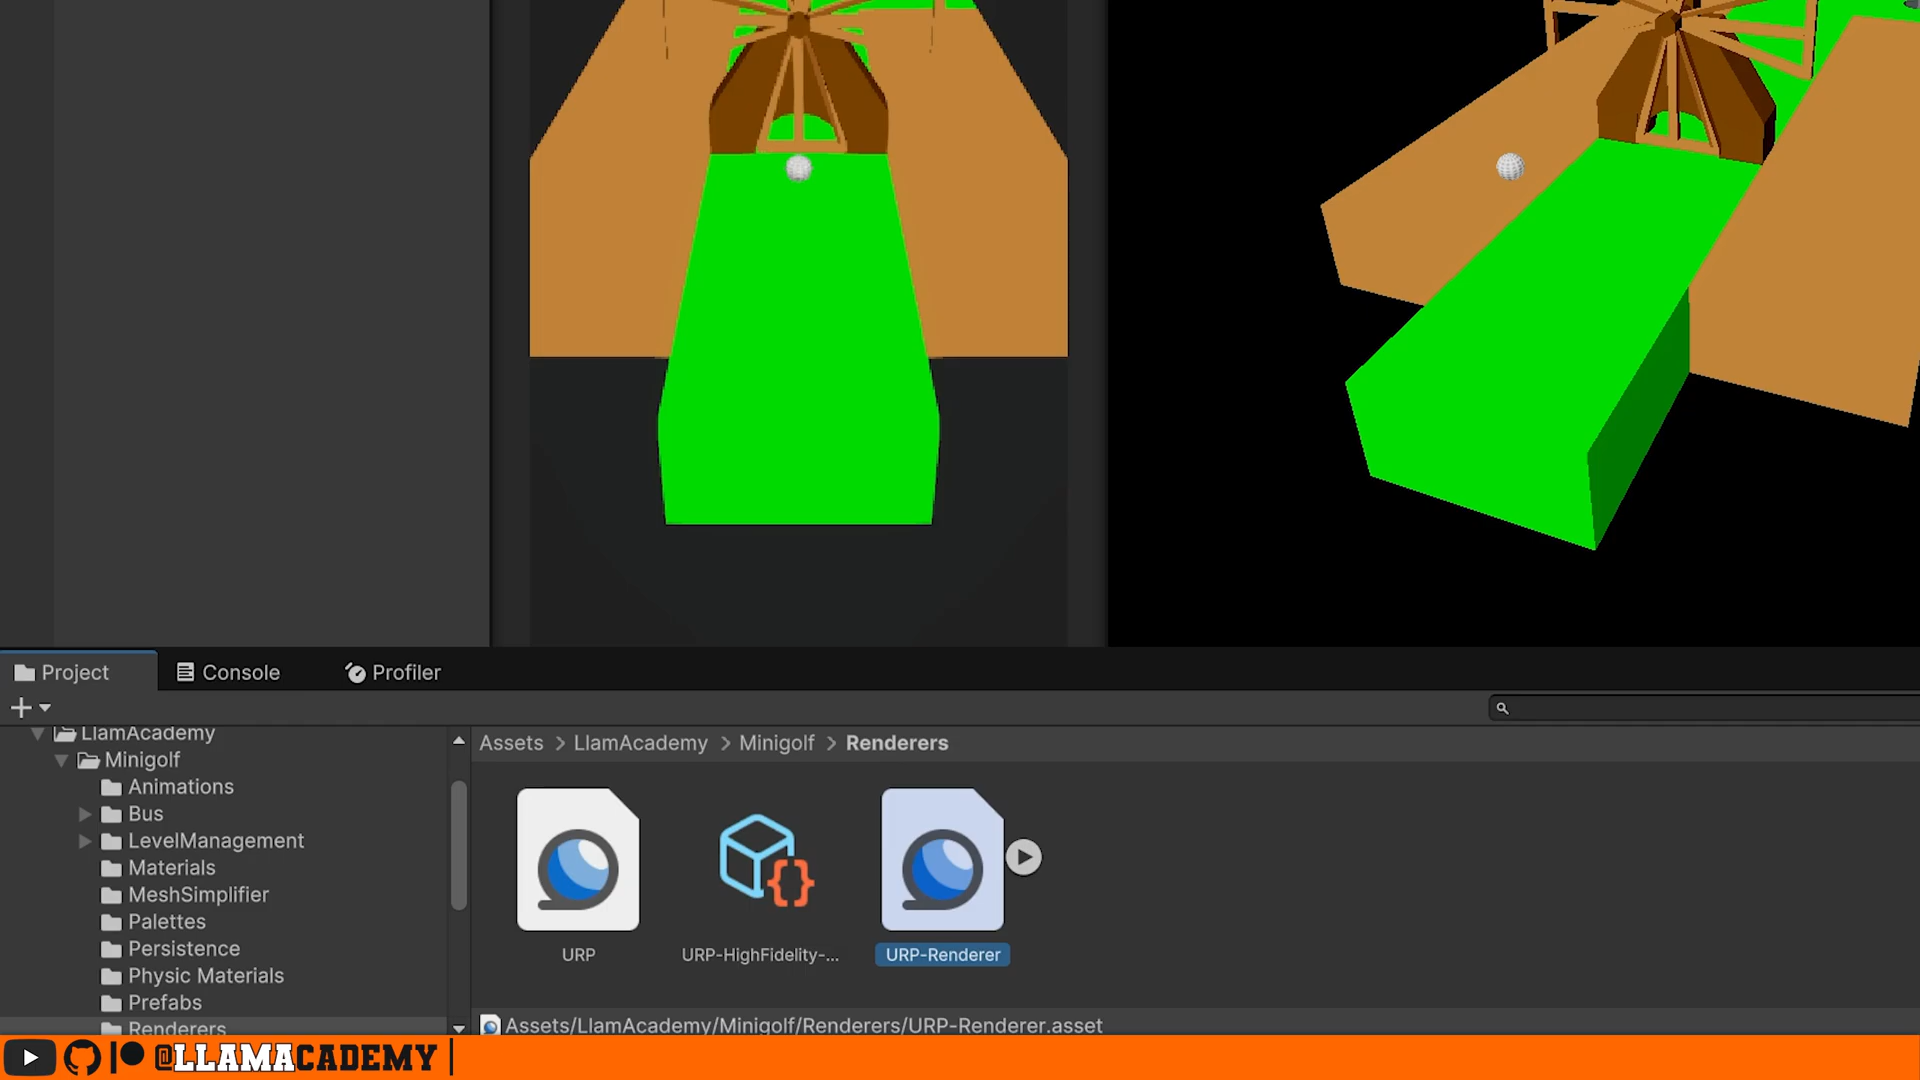 Project
Console
Profiler
LlamAcademy
Minigolf
Animations
Bus
LevelManagement
Materials
MeshSimplifier
Palettes
Persistence
Physic Materials
Prefabs
Renderers
Assets > LlamAcademy > Minigolf > Renderers
URP
URP-HighFidelity-...
URP-Renderer
Assets/LlamAcademy/Minigolf/Renderers/URP-Renderer.asset
@LLAMACADEMY